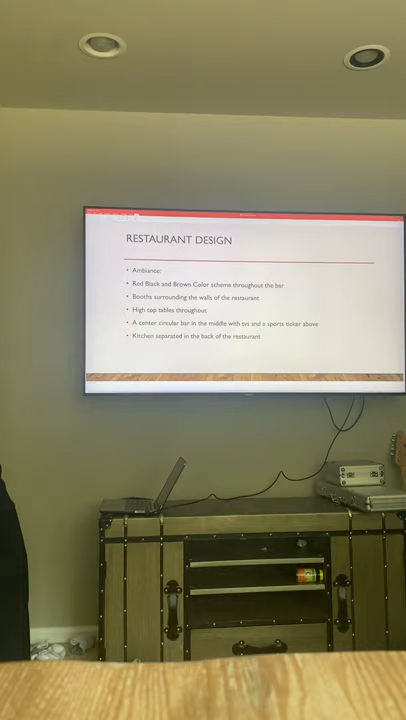 RESTAURANT DESIGN
• Ambiance:
• Red Black and Brown Color scheme throughout the bar
• Booths surrounding the walls of the restaurant
• High top tables throughout
• A center circular bar in the middle with tvs and a sports ticker above
• Kitchen separated in the back of the restaurant